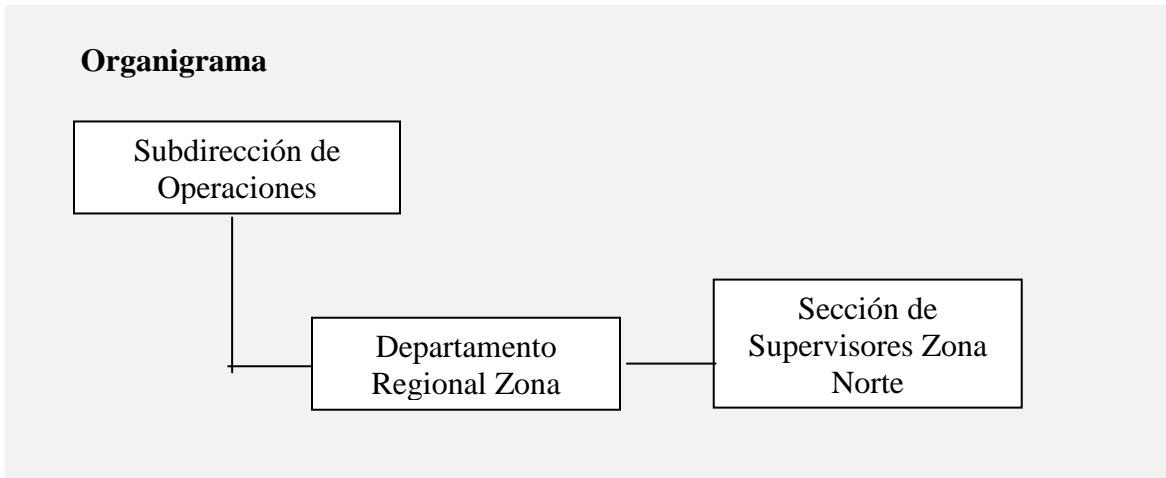 Organigrama
Subdirección de
Operaciones
Departamento
Regional Zona
Sección de
Supervisores Zona
Norte